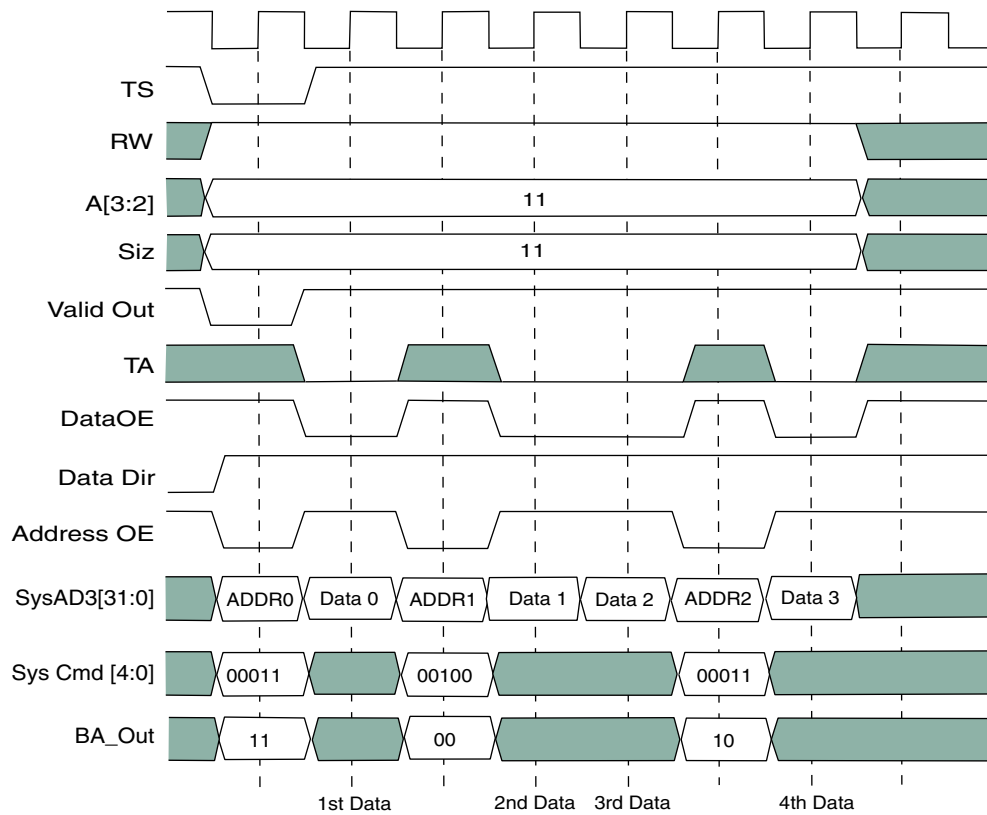 TS
RW
A[3:2]
11
Siz
11
Valid Out
TA
DataOE
Data Dir
Address OE
SysAD3[31:0]
ADDR0 Data 0 ADDR1 Data 1 Data 2 ADDR2 Data 3
Sys Cmd [4:0]
00011 00100 00011
BA_Out
11 00 10
1st Data 2nd Data 3rd Data 4th Data